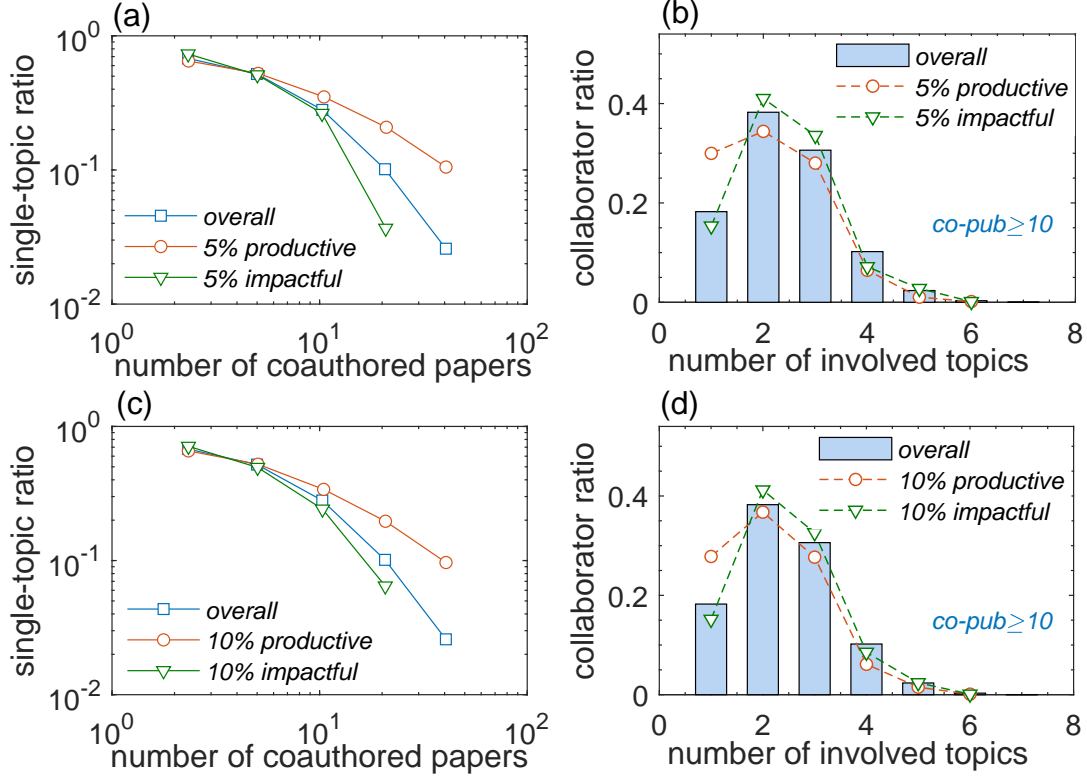 (a)
single-topic ratio
10^0
10^-1
10^-2
10^0
10^1
10^2
number of coauthored papers
overall
5% productive
5% impactful
(b)
collaborator ratio
0.4
0.2
0
0
2
4
6
8
number of involved topics
overall
5% productive
5% impactful
co-pub≥10
(c)
single-topic ratio
10^0
10^-1
10^-2
10^0
10^1
10^2
number of coauthored papers
overall
10% productive
10% impactful
(d)
collaborator ratio
0.4
0.2
0
0
2
4
6
8
number of involved topics
overall
10% productive
10% impactful
co-pub≥10